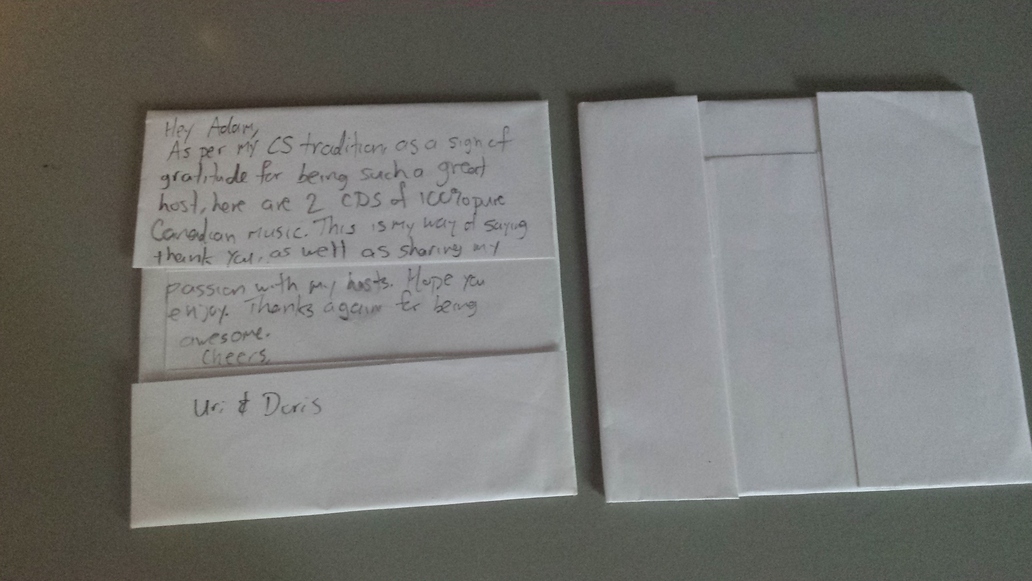 Hey Adam,
As per my CS tradition, as a sign of
gratitude for being such a great
host, here are 2 CDS of 100% pure
Canadian Music. This is my way of saying
thank you, as well as sharing my
passion with my hosts. Hope you
enjoy. Thanks again for being
awesome.
Cheers,
Uri & Doris